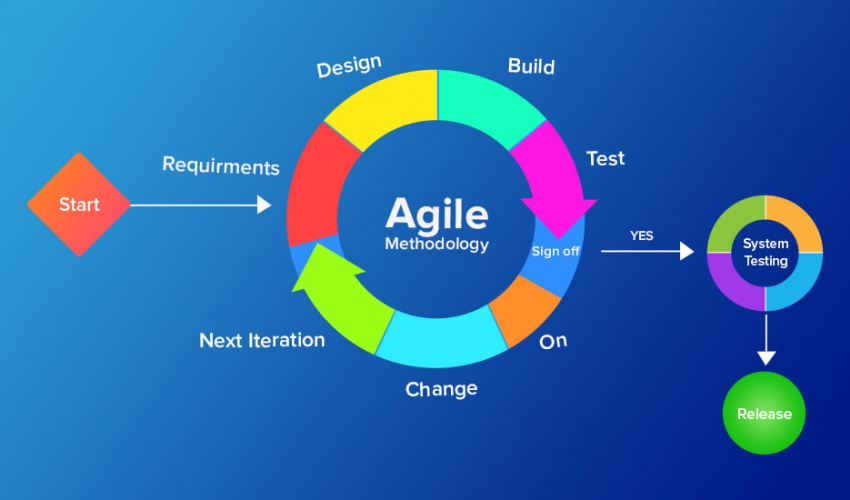 Design
Build
Requirments
Test
Start
Agile
Methodology
Sign off
YES
System
Testing
Next Iteration
On
Change
Release